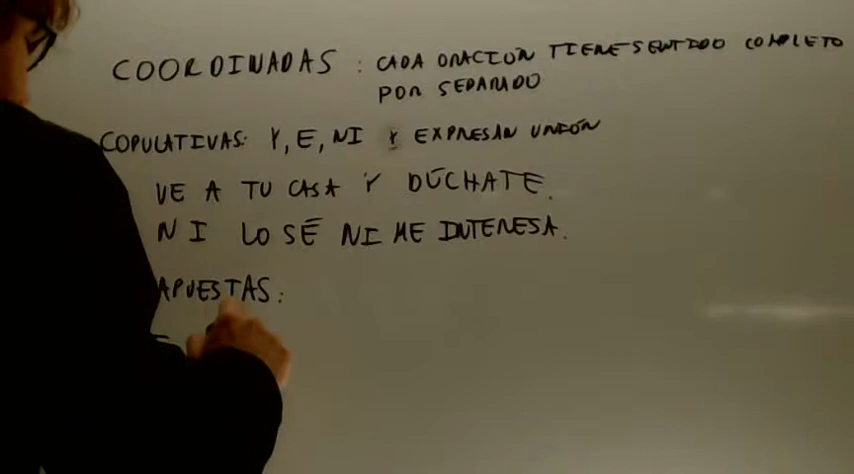 COORDINADAS : CADA ORACIÓN TIENE SENTIDO COMPLETO
POR SEPARADO
COPULATIVAS: Y, E, NI Y EXPRESAN UNIÓN
VE A TU CASA Y DÚCHATE.
NI LO SÉ NI ME INTERESA.
APUESTAS: